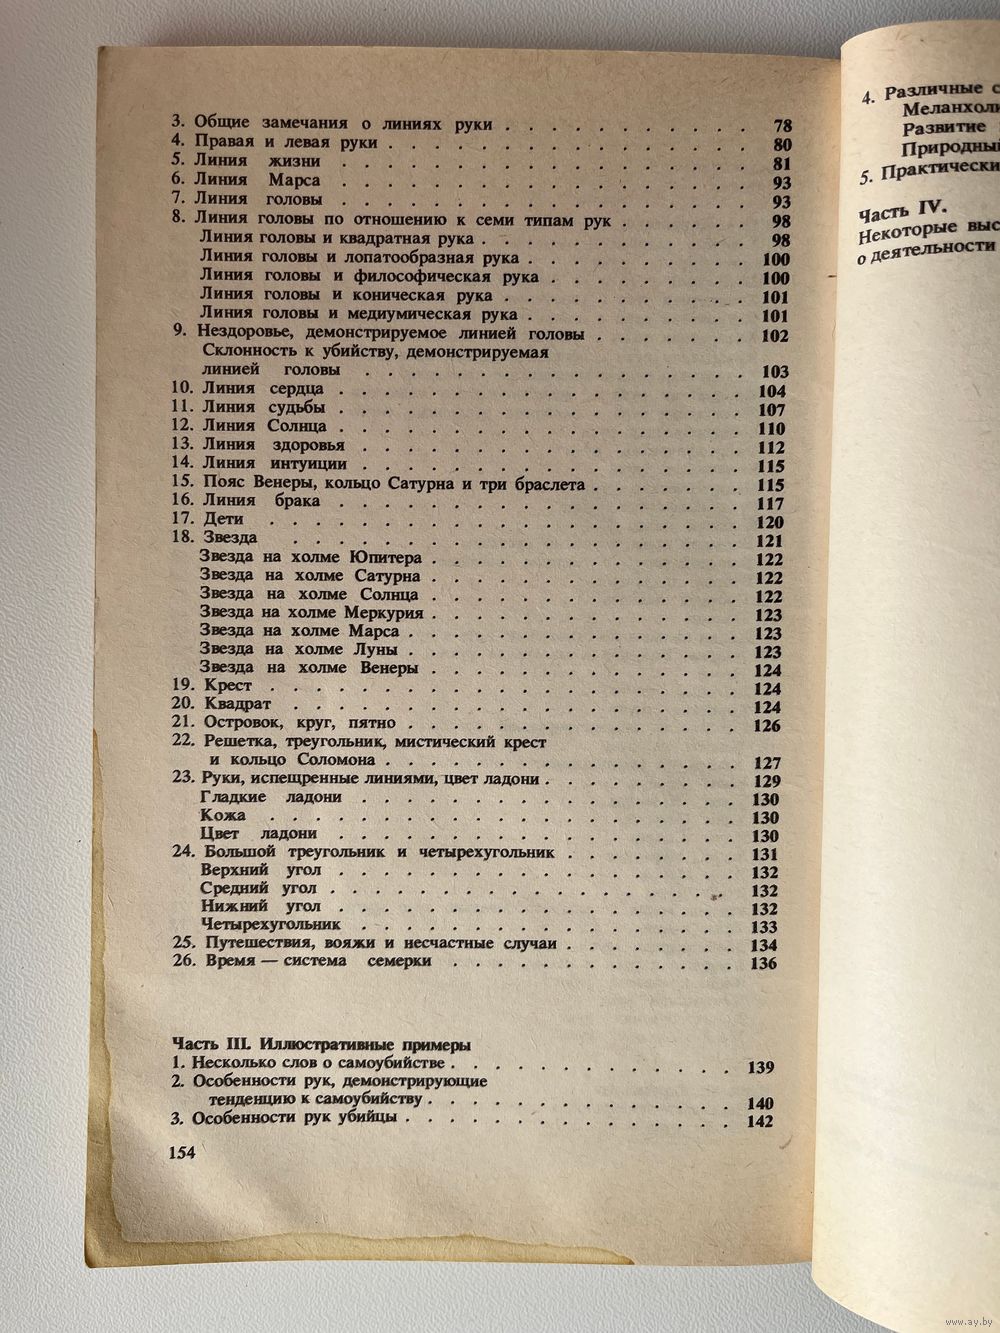 3. Общие замечания о линиях руки . . . . . . . . . . . 78
4. Правая и левая руки . . . . . . . . . . . . . . . . 80
5. Линия жизни . . . . . . . . . . . . . . . . . . 81
6. Линия Марса . . . . . . . . . . . . . . . . . . 93
7. Линия головы . . . . . . . . . . . . . . . . . . 93
8. Линия головы по отношению к семи типам рук . . . . . . 98
Линия головы и квадратная рука . . . . . . . . . . . . 98
Линия головы и лопатообразная рука . . . . . . . . . . 100
Линия головы и философическая рука . . . . . . . . . 100
Линия головы и коническая рука . . . . . . . . . . . 101
Линия головы и медиумическая рука . . . . . . . . . . 101
9. Нездоровье, демонстрируемое линией головы . . . . . . . 102
Склонность к убийству, демонстрируемая
линией головы . . . . . . . . . . . . . . . . . 103
10. Линия сердца . . . . . . . . . . . . . . . . . . 104
11. Линия судьбы . . . . . . . . . . . . . . . . . . 107
12. Линия Солнца . . . . . . . . . . . . . . . . . . 110
13. Линия здоровья . . . . . . . . . . . . . . . . . 112
14. Линия интуиции . . . . . . . . . . . . . . . . . 115
15. Пояс Венеры, кольцо Сатурна и три браслета . . . . . . . 115
16. Линия брака . . . . . . . . . . . . . . . . . . 117
17. Дети . . . . . . . . . . . . . . . . . . . . . 120
18. Звезда . . . . . . . . . . . . . . . . . . . . 121
Звезда на холме Юпитера . . . . . . . . . . . . . . 122
Звезда на холме Сатурна . . . . . . . . . . . . . . 122
Звезда на холме Солнца . . . . . . . . . . . . . . 122
Звезда на холме Меркурия . . . . . . . . . . . . . . 123
Звезда на холме Марса . . . . . . . . . . . . . . . 123
Звезда на холме Луны . . . . . . . . . . . . . . . 123
Звезда на холме Венеры . . . . . . . . . . . . . . 124
19. Крест . . . . . . . . . . . . . . . . . . . . . 124
20. Квадрат . . . . . . . . . . . . . . . . . . . . 124
21. Островок, круг, пятно . . . . . . . . . . . . . . . 126
22. Решетка, треугольник, мистический крест
и кольцо Соломона . . . . . . . . . . . . . . . . 127
23. Руки, испещренные линиями, цвет ладони . . . . . . . . . 129
Гладкие ладони . . . . . . . . . . . . . . . . . 130
Кожа . . . . . . . . . . . . . . . . . . . . . 130
Цвет ладони . . . . . . . . . . . . . . . . . . 130
24. Большой треугольник и четырехугольник . . . . . . . . 131
Верхний угол . . . . . . . . . . . . . . . . . . 132
Средний угол . . . . . . . . . . . . . . . . . . 132
Нижний угол . . . . . . . . . . . . . . . . . . 132
Четырехугольник . . . . . . . . . . . . . . . . . 133
25. Путешествия, вояжи и несчастные случаи . . . . . . . . 134
26. Время — система семерки . . . . . . . . . . . . . 136
Часть III. Иллюстративные примеры
1. Несколько слов о самоубийстве . . . . . . . . . . . . . 139
2. Особенности рук, демонстрирующие
тенденцию к самоубийству . . . . . . . . . . . . . . 140
3. Особенности рук убийцы . . . . . . . . . . . . . . . 142
154
4. Различные с
Меланхоли
Развитие
Природный
5. Практически
Часть IV.
Некоторые выс
о деятельности
www.ay.by